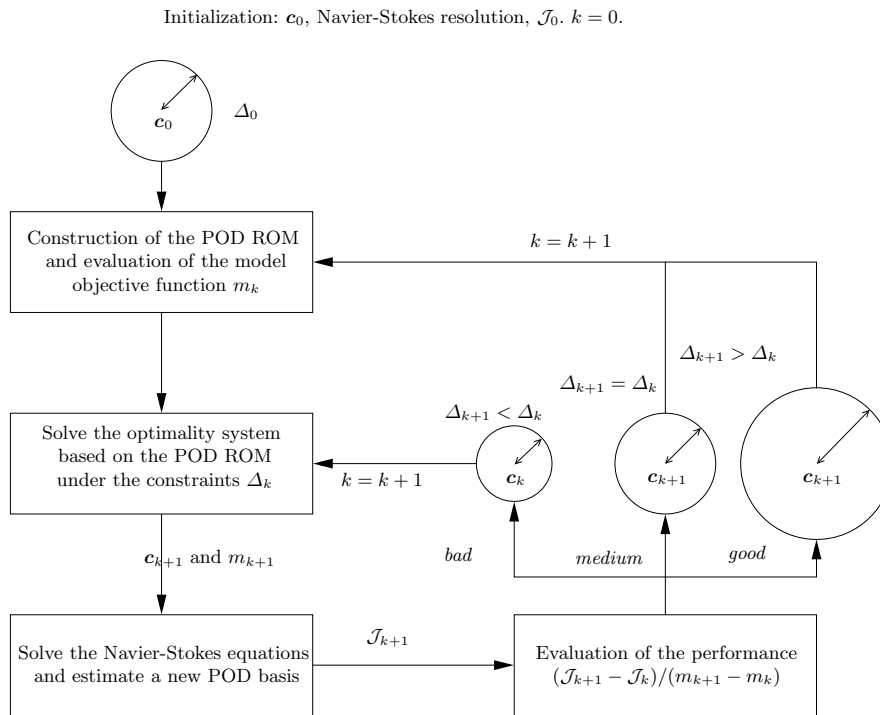 Initialization: c₀, Navier-Stokes resolution, 𝒥₀. k = 0.
c₀
Δ₀
Construction of the POD ROM
and evaluation of the model
objective function mₖ
k = k + 1
Δₖ₊₁ > Δₖ
Δₖ₊₁ = Δₖ
Δₖ₊₁ < Δₖ
Solve the optimality system
based on the POD ROM
under the constraints Δₖ
k = k + 1
cₖ
cₖ₊₁
cₖ₊₁
cₖ₊₁ and mₖ₊₁
bad
medium
good
Solve the Navier-Stokes equations
and estimate a new POD basis
𝒥ₖ₊₁
Evaluation of the performance
(𝒥ₖ₊₁ − 𝒥ₖ)/(mₖ₊₁ − mₖ)